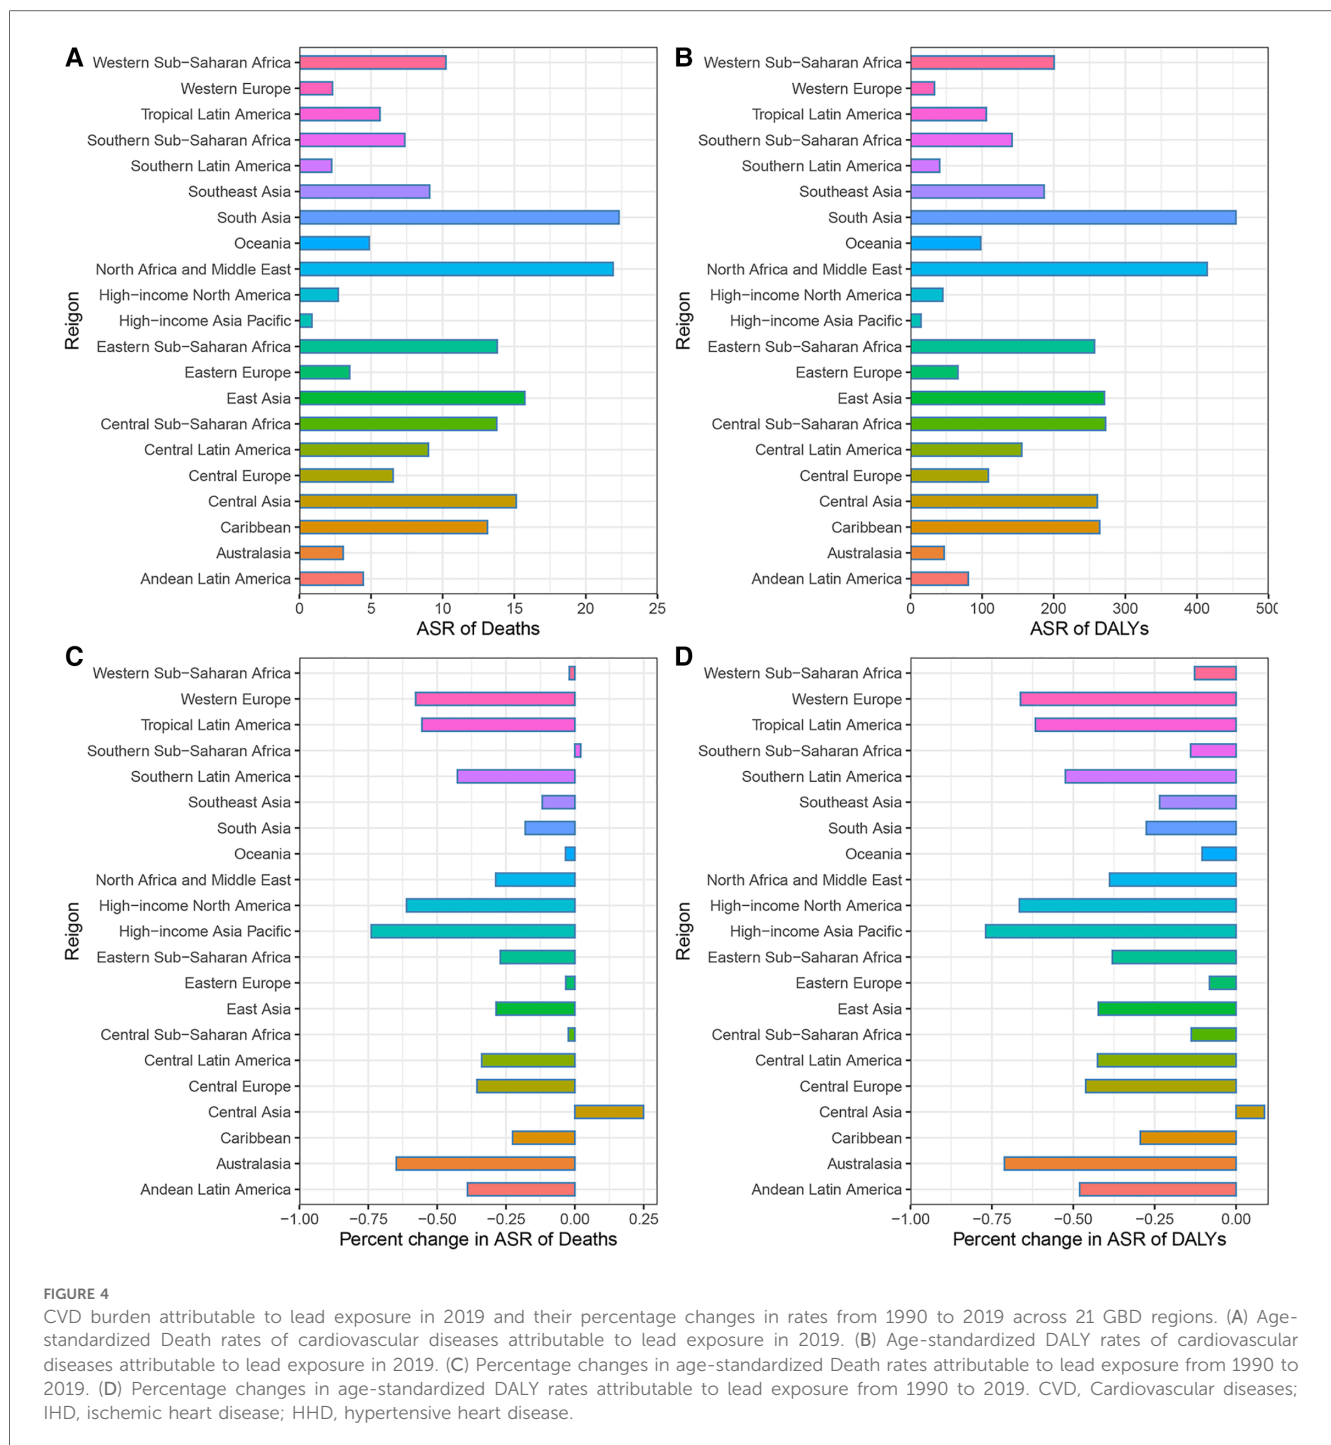 A
Western Sub−Saharan Africa
Western Europe
Tropical Latin America
Southern Sub−Saharan Africa
Southern Latin America
Southeast Asia
South Asia
Oceania
North Africa and Middle East
High−income North America
High−income Asia Pacific
Eastern Sub−Saharan Africa
Eastern Europe
East Asia
Central Sub−Saharan Africa
Central Latin America
Central Europe
Central Asia
Caribbean
Australasia
Andean Latin America
Reigon
0 5 10 15 20 25
ASR of Deaths
B
Western Sub−Saharan Africa
Western Europe
Tropical Latin America
Southern Sub−Saharan Africa
Southern Latin America
Southeast Asia
South Asia
Oceania
North Africa and Middle East
High−income North America
High−income Asia Pacific
Eastern Sub−Saharan Africa
Eastern Europe
East Asia
Central Sub−Saharan Africa
Central Latin America
Central Europe
Central Asia
Caribbean
Australasia
Andean Latin America
Reigon
0 100 200 300 400 500
ASR of DALYs
C
Western Sub−Saharan Africa
Western Europe
Tropical Latin America
Southern Sub−Saharan Africa
Southern Latin America
Southeast Asia
South Asia
Oceania
North Africa and Middle East
High−income North America
High−income Asia Pacific
Eastern Sub−Saharan Africa
Eastern Europe
East Asia
Central Sub−Saharan Africa
Central Latin America
Central Europe
Central Asia
Caribbean
Australasia
Andean Latin America
Reigon
−1.00 −0.75 −0.50 −0.25 0.00 0.25
Percent change in ASR of Deaths
D
Western Sub−Saharan Africa
Western Europe
Tropical Latin America
Southern Sub−Saharan Africa
Southern Latin America
Southeast Asia
South Asia
Oceania
North Africa and Middle East
High−income North America
High−income Asia Pacific
Eastern Sub−Saharan Africa
Eastern Europe
East Asia
Central Sub−Saharan Africa
Central Latin America
Central Europe
Central Asia
Caribbean
Australasia
Andean Latin America
Reigon
−1.00 −0.75 −0.50 −0.25 0.00
Percent change in ASR of DALYs
FIGURE 4
CVD burden attributable to lead exposure in 2019 and their percentage changes in rates from 1990 to 2019 across 21 GBD regions. (A) Age-
standardized Death rates of cardiovascular diseases attributable to lead exposure in 2019. (B) Age-standardized DALY rates of cardiovascular
diseases attributable to lead exposure in 2019. (C) Percentage changes in age-standardized Death rates attributable to lead exposure from 1990 to
2019. (D) Percentage changes in age-standardized DALY rates attributable to lead exposure from 1990 to 2019. CVD, Cardiovascular diseases;
IHD, ischemic heart disease; HHD, hypertensive heart disease.